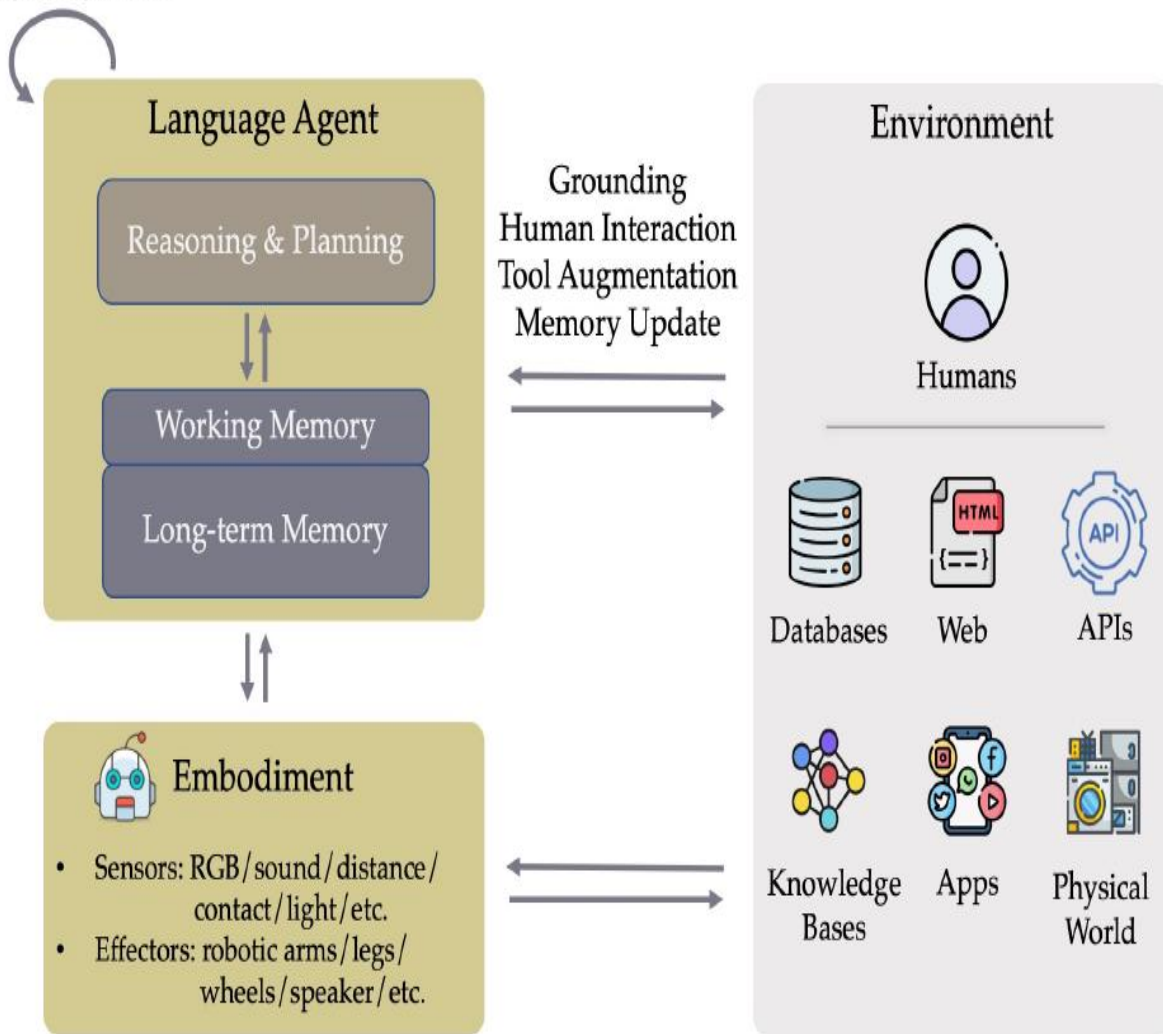 Language Agent
Reasoning & Planning
Working Memory
Long-term Memory
Grounding
Human Interaction
Tool Augmentation
Memory Update
Environment
Humans
HTML
{==}
API
Databases
Web
APIs
Knowledge
Bases
Apps
Physical
World
Embodiment
• Sensors: RGB/sound/distance/
contact/light/etc.
• Effectors: robotic arms/legs/
wheels/speaker/etc.